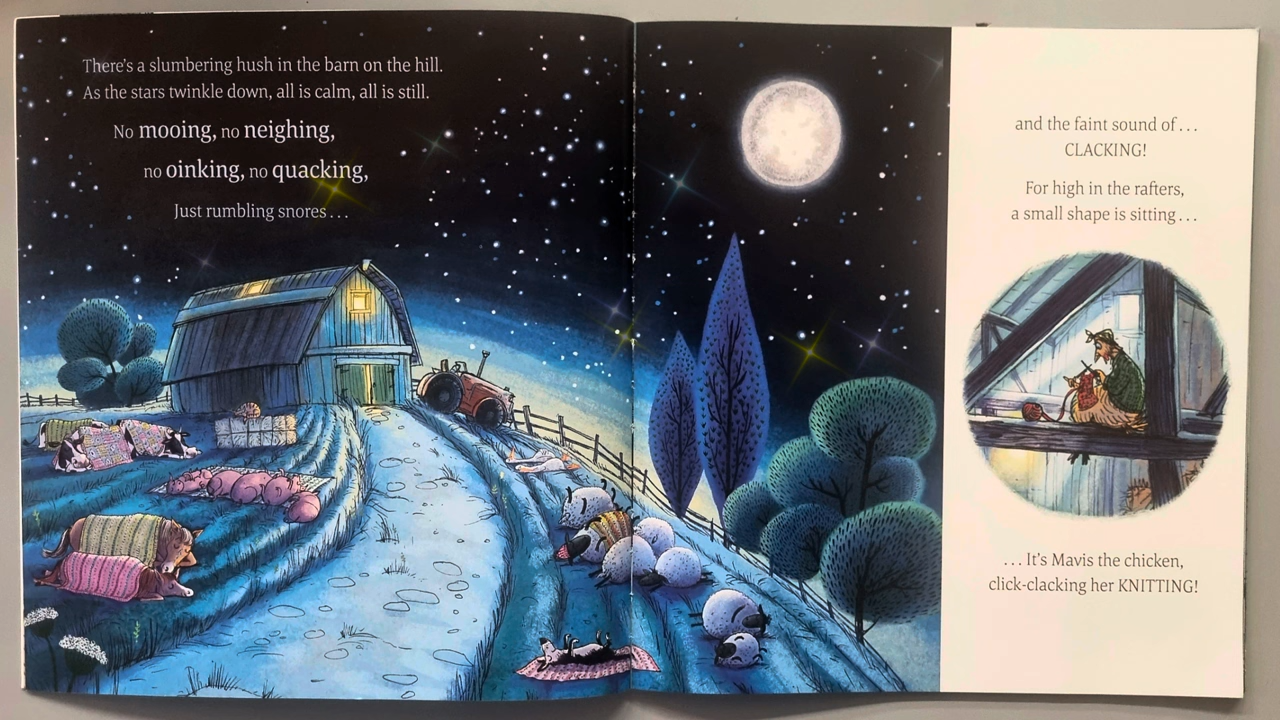 There's a slumbering hush in the barn on the hill.
As the stars twinkle down, all is calm, all is still.
No mooing, no neighing,
no oinking, no quacking,
Just rumbling snores...
and the faint sound of...
CLACKING!
For high in the rafters,
a small shape is sitting...
...It's Mavis the chicken,
click-clacking her KNITTING!